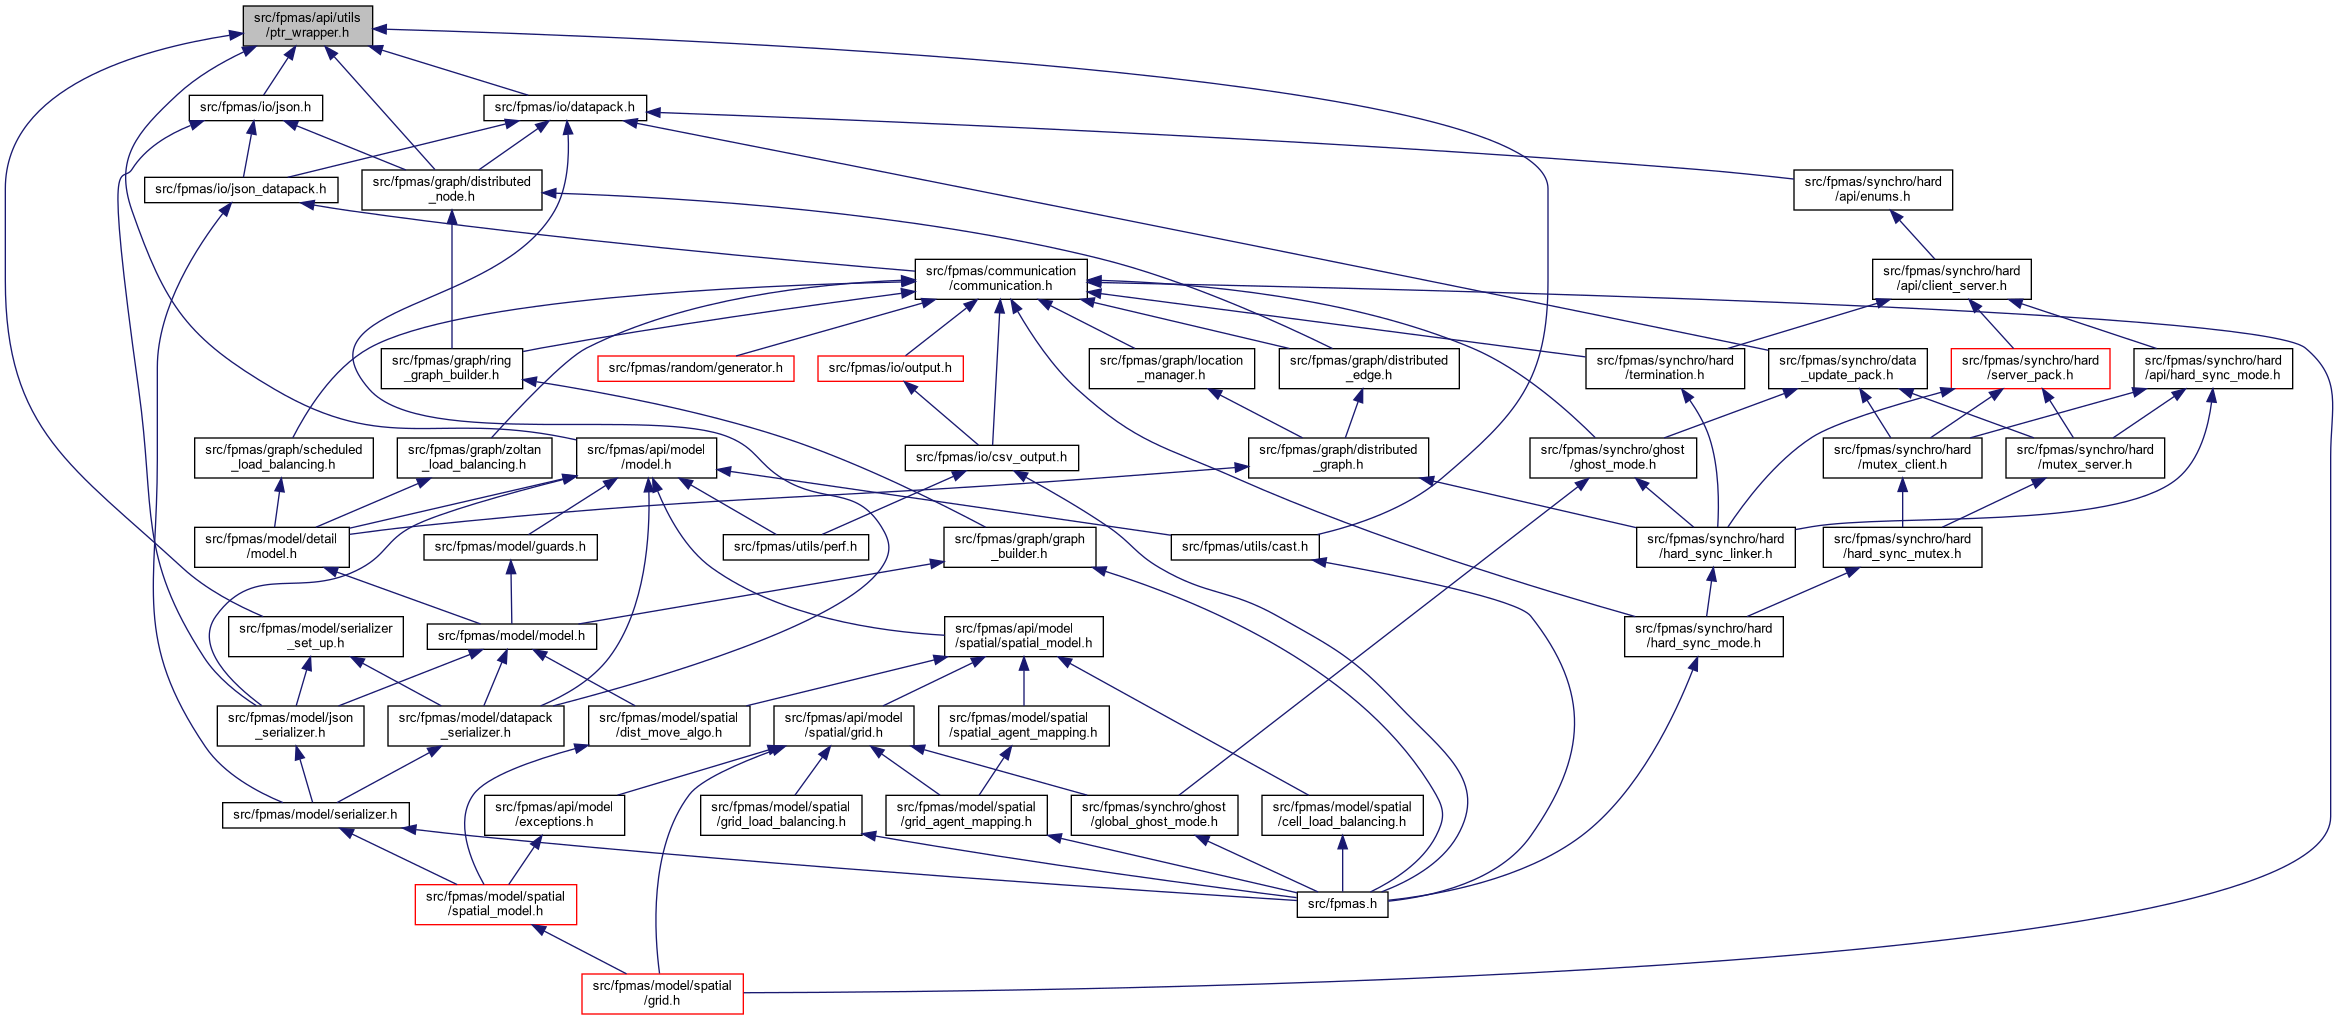 src/fpmas/api/utils
/ptr_wrapper.h
src/fpmas/io/json.h
src/fpmas/io/datapack.h
src/fpmas/io/json_datapack.h
src/fpmas/graph/distributed
_node.h
src/fpmas/synchro/hard
/api/enums.h
src/fpmas/communication
/communication.h
src/fpmas/synchro/hard
/api/client_server.h
src/fpmas/graph/ring
_graph_builder.h
src/fpmas/random/generator.h
src/fpmas/io/output.h
src/fpmas/graph/location
_manager.h
src/fpmas/graph/distributed
_edge.h
src/fpmas/synchro/hard
/termination.h
src/fpmas/synchro/data
_update_pack.h
src/fpmas/synchro/hard
/server_pack.h
src/fpmas/synchro/hard
/api/hard_sync_mode.h
src/fpmas/graph/scheduled
_load_balancing.h
src/fpmas/graph/zoltan
_load_balancing.h
src/fpmas/api/model
/model.h
src/fpmas/io/csv_output.h
src/fpmas/graph/distributed
_graph.h
src/fpmas/synchro/ghost
/ghost_mode.h
src/fpmas/synchro/hard
/mutex_client.h
src/fpmas/synchro/hard
/mutex_server.h
src/fpmas/model/detail
/model.h
src/fpmas/model/guards.h
src/fpmas/utils/perf.h
src/fpmas/graph/graph
_builder.h
src/fpmas/utils/cast.h
src/fpmas/synchro/hard
/hard_sync_linker.h
src/fpmas/synchro/hard
/hard_sync_mutex.h
src/fpmas/model/serializer
_set_up.h
src/fpmas/model/model.h
src/fpmas/api/model
/spatial/spatial_model.h
src/fpmas/synchro/hard
/hard_sync_mode.h
src/fpmas/model/json
_serializer.h
src/fpmas/model/datapack
_serializer.h
src/fpmas/model/spatial
/dist_move_algo.h
src/fpmas/api/model
/spatial/grid.h
src/fpmas/model/spatial
/spatial_agent_mapping.h
src/fpmas/model/serializer.h
src/fpmas/api/model
/exceptions.h
src/fpmas/model/spatial
/grid_load_balancing.h
src/fpmas/model/spatial
/grid_agent_mapping.h
src/fpmas/synchro/ghost
/global_ghost_mode.h
src/fpmas/model/spatial
/cell_load_balancing.h
src/fpmas/model/spatial
/spatial_model.h
src/fpmas.h
src/fpmas/model/spatial
/grid.h